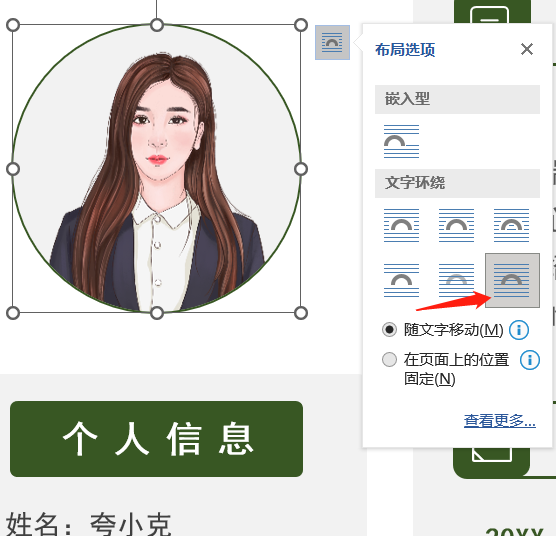 布局选项
嵌入型
文字环绕
随文字移动(M)
在页面上的位置
固定(N)
查看更多...
个人信息
姓名：夸小克
20XX